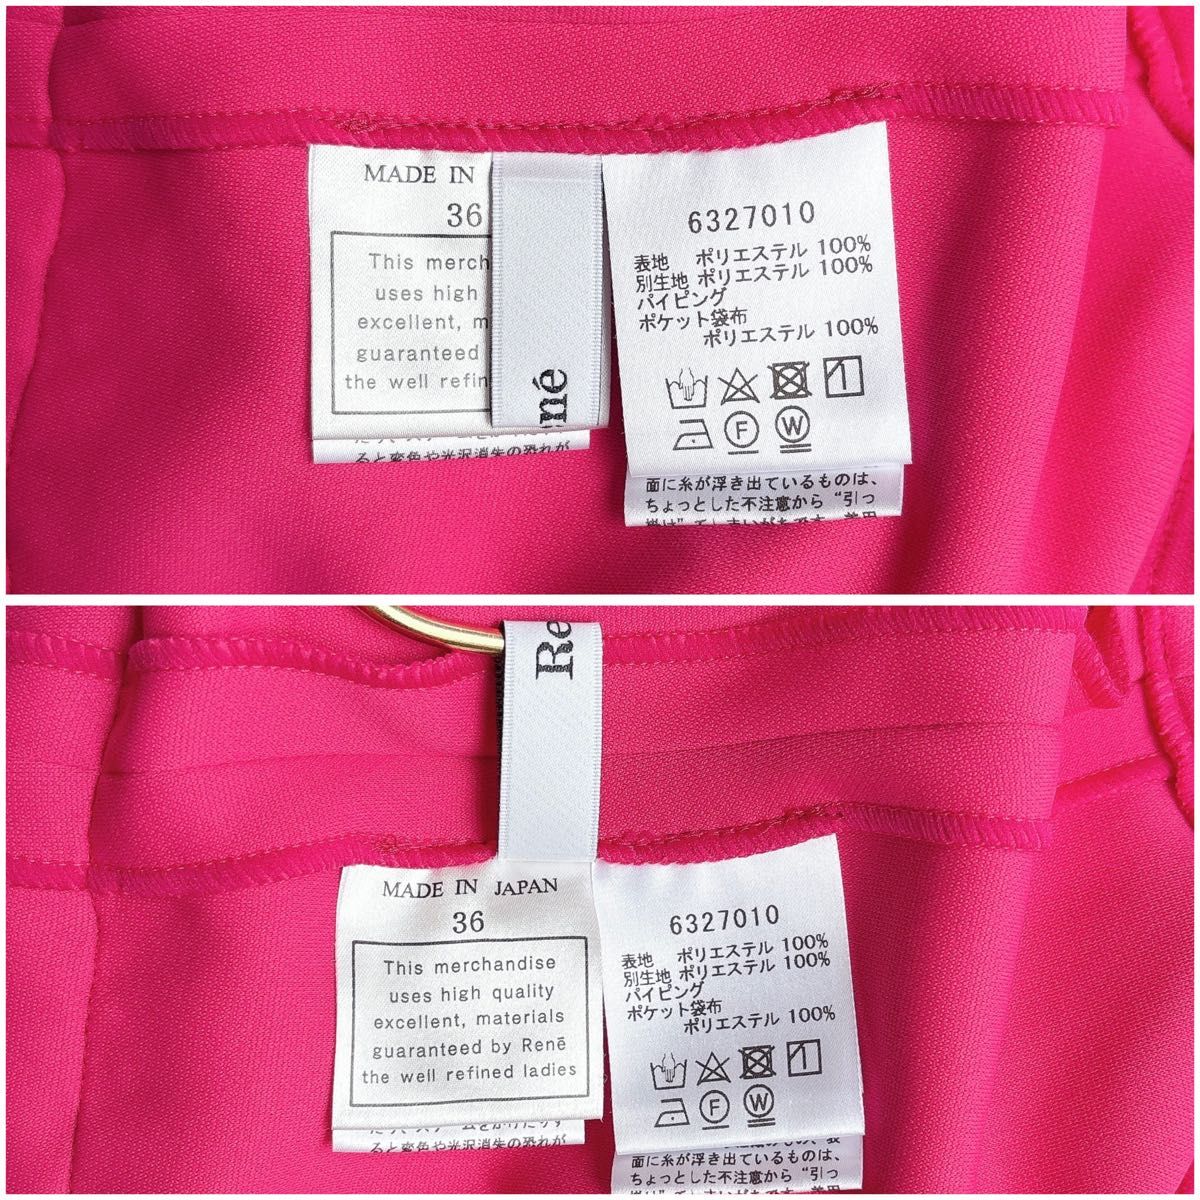 MADE IN
36
This merch
uses high
excellent, m
guaranteed
the well refin
ると変色や光沢消失の恐れが
né
6327010
表地 ポリエステル 100%
別生地 ポリエステル 100%
パイピング
ポケット袋布
ポリエステル 100%
F
W
面に糸が浮き出ているものは、
ちょっとした不注意から“引っ
Re
MADE IN JAPAN
36
This merchandise
uses high quality
excellent, materials
guaranteed by René
the well refined ladies
ると変色や光沢消失の恐れが
6327010
表地 ポリエステル 100%
別生地 ポリエステル 100%
パイピング
ポケット袋布
ポリエステル 100%
F
W
面に糸が浮き出ているものは、
ちょっとした不注意から“引っ